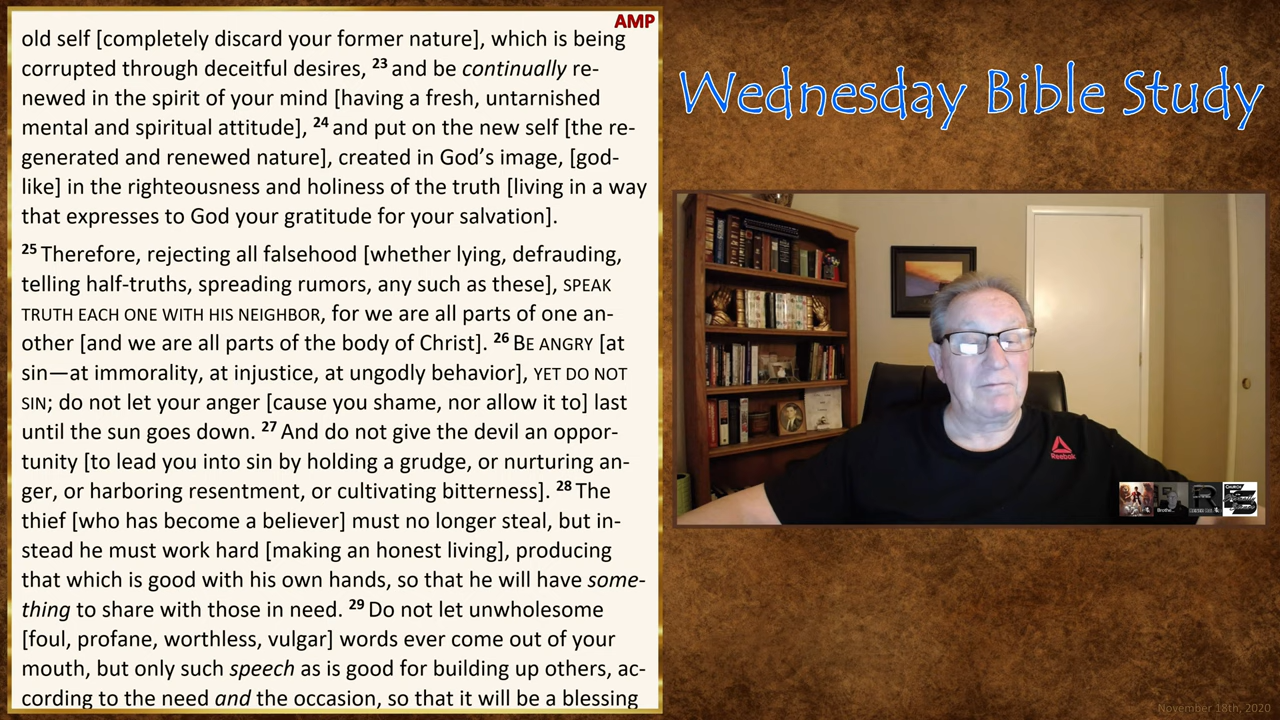 AMP
old self [completely discard your former nature], which is being
corrupted through deceitful desires, 23 and be continually re-
newed in the spirit of your mind [having a fresh, untarnished
mental and spiritual attitude], 24 and put on the new self [the re-
generated and renewed nature], created in God’s image, [god-
like] in the righteousness and holiness of the truth [living in a way
that expresses to God your gratitude for your salvation].
25 Therefore, rejecting all falsehood [whether lying, defrauding,
telling half-truths, spreading rumors, any such as these], SPEAK
TRUTH EACH ONE WITH HIS NEIGHBOR, for we are all parts of one an-
other [and we are all parts of the body of Christ]. 26 BE ANGRY [at
sin—at immorality, at injustice, at ungodly behavior], YET DO NOT
SIN; do not let your anger [cause you shame, nor allow it to] last
until the sun goes down. 27 And do not give the devil an oppor-
tunity [to lead you into sin by holding a grudge, or nurturing an-
ger, or harboring resentment, or cultivating bitterness]. 28 The
thief [who has become a believer] must no longer steal, but in-
stead he must work hard [making an honest living], producing
that which is good with his own hands, so that he will have some-
thing to share with those in need. 29 Do not let unwholesome
[foul, profane, worthless, vulgar] words ever come out of your
mouth, but only such speech as is good for building up others, ac-
cording to the need and the occasion, so that it will be a blessing
Wednesday Bible Study
Reebok
Brothe...
November 18th, 2020